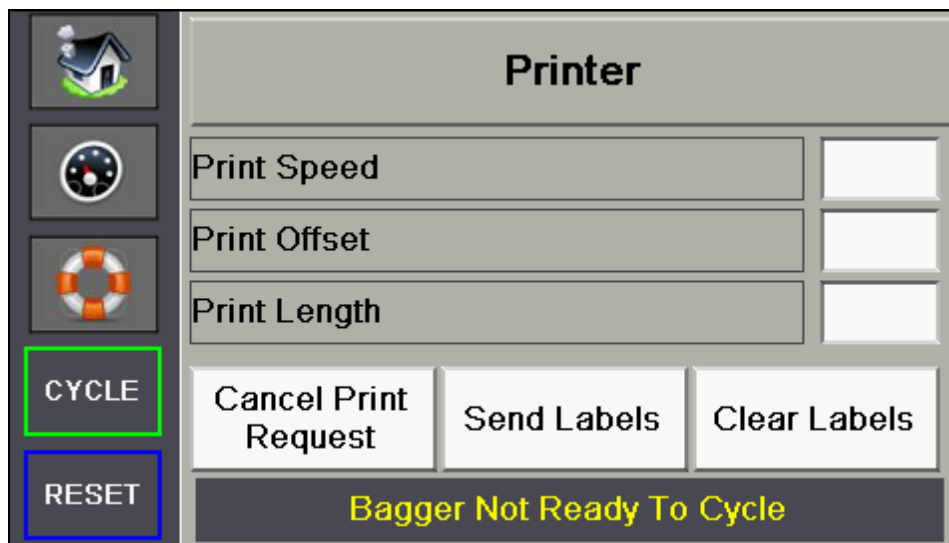 Printer
Print Speed
Print Offset
Print Length
CYCLE
Cancel Print
Request
Send Labels
Clear Labels
RESET
Bagger Not Ready To Cycle